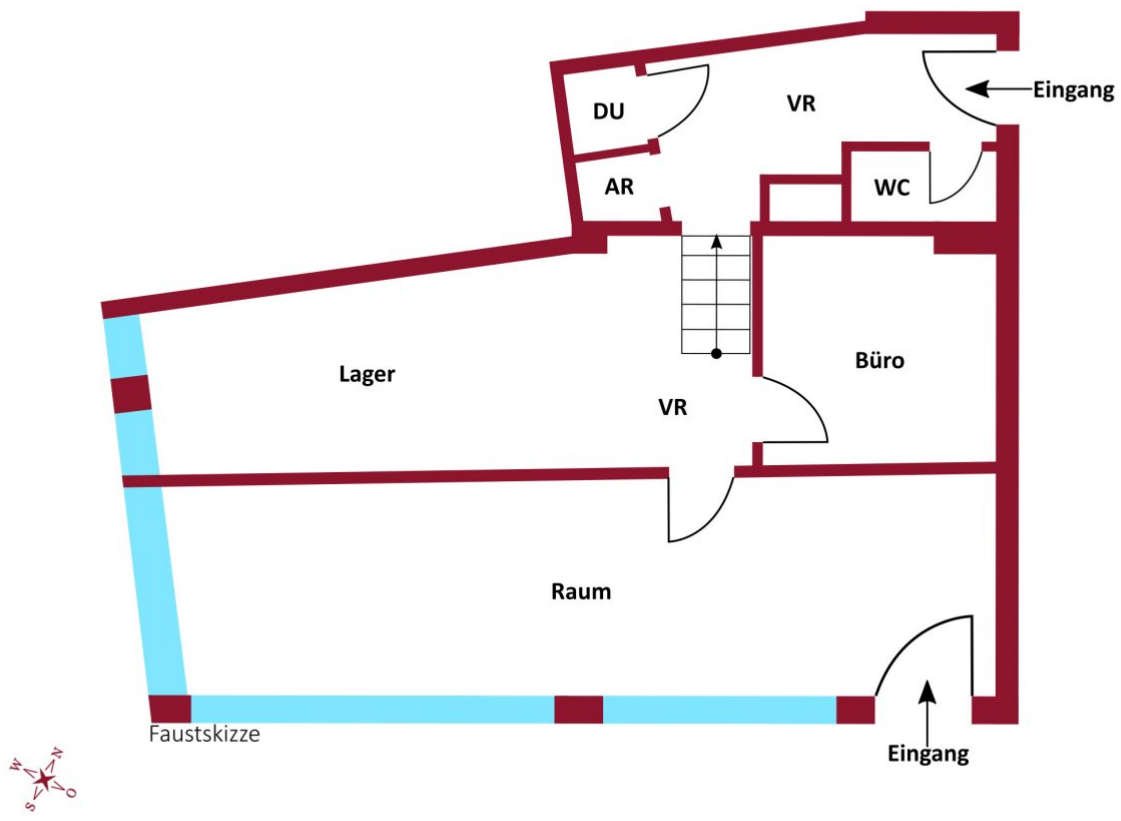 DU
VR
Eingang
AR
WC
Lager
VR
Büro
Raum
Faustskizze
Eingang
N
W
O
S